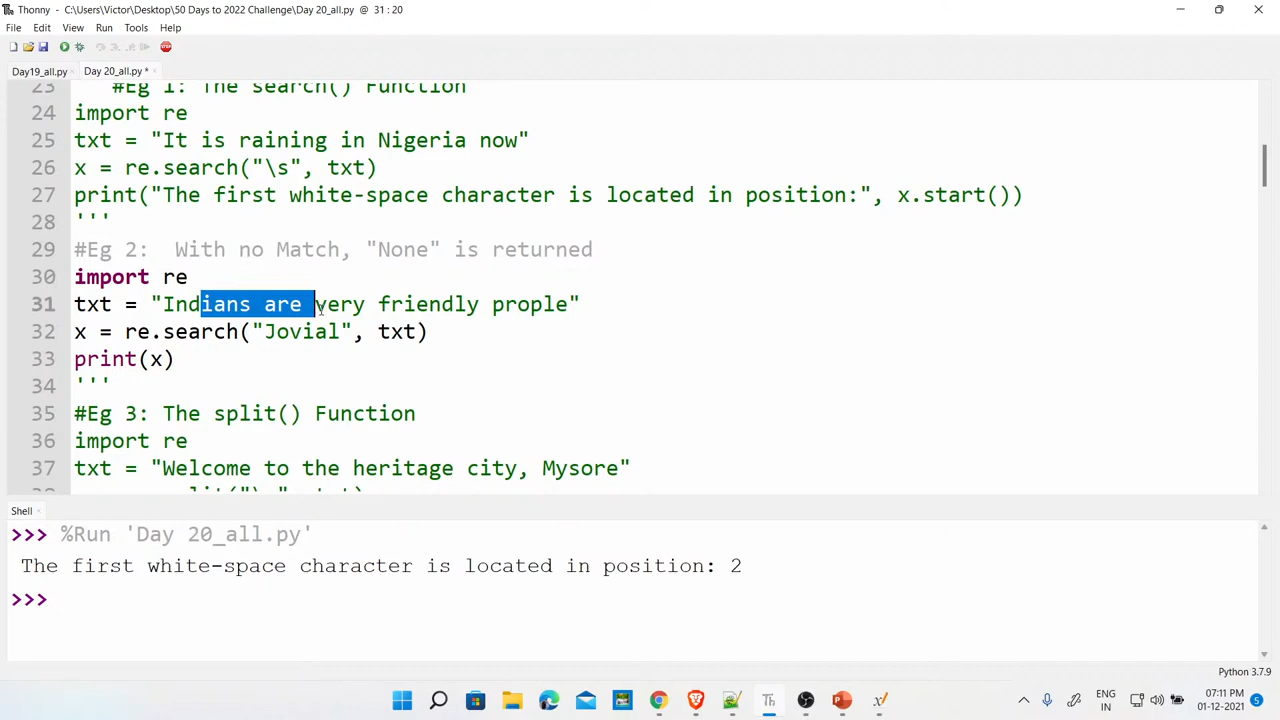 Thonny - C:\Users\Victor\Desktop\50 Days to 2022 Challenge\Day 20_all.py @ 31 : 20
File Edit View Run Tools Help
Day19_all.py Day 20_all.py *
23 #Eg 1: The search() Function
24 import re
25 txt = "It is raining in Nigeria now"
26 x = re.search("\s", txt)
27 print("The first white-space character is located in position:", x.start())
28 '''
29 #Eg 2:  With no Match, "None" is returned
30 import re
31 txt = "Indians are very friendly prople"
32 x = re.search("Jovial", txt)
33 print(x)
34 '''
35 #Eg 3: The split() Function
36 import re
37 txt = "Welcome to the heritage city, Mysore"
Shell
>>> %Run 'Day 20_all.py'
The first white-space character is located in position: 2
>>>
Python 3.7.9
Th
ENG
IN
07:11 PM
01-12-2021
5